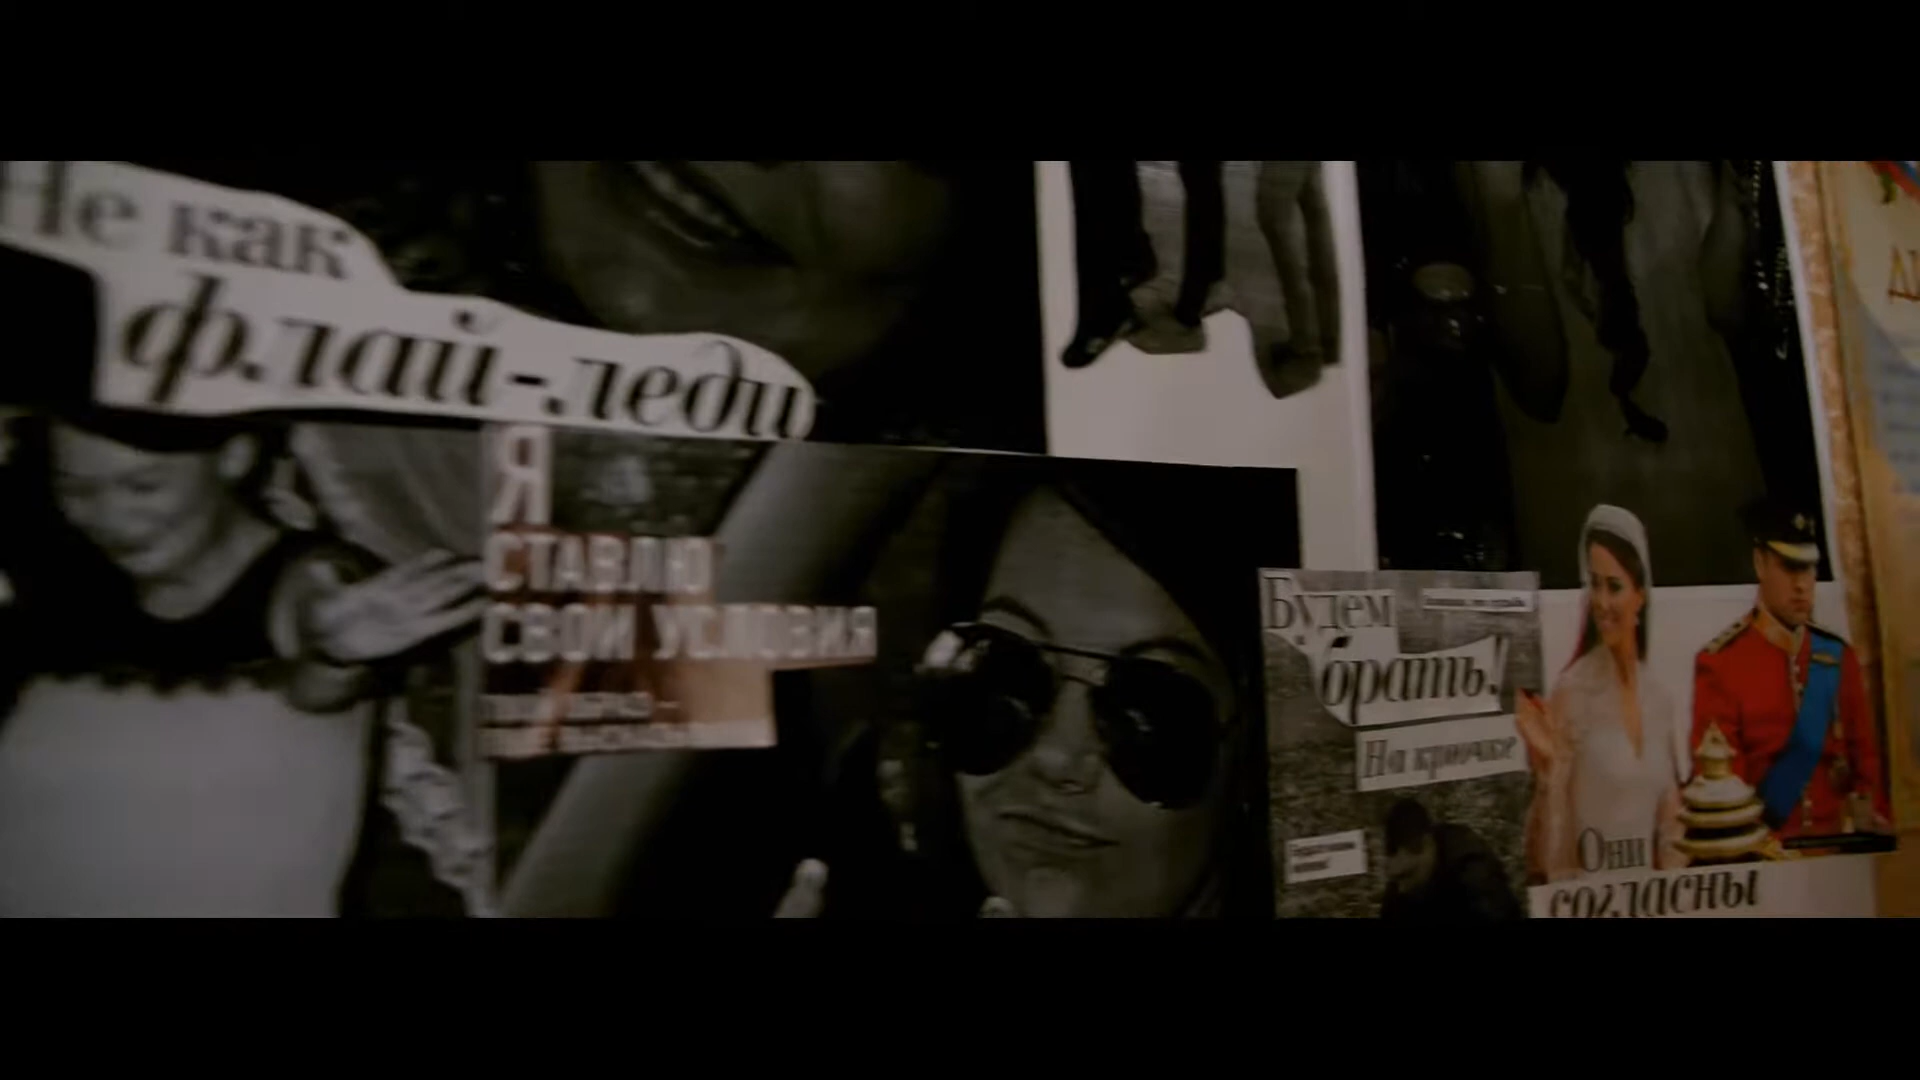 Не как
флай-леди
Я
СТАВЛЮ
СВОИ УСЛОВИЯ
Будем
брать!
На крючке
Они
согласны